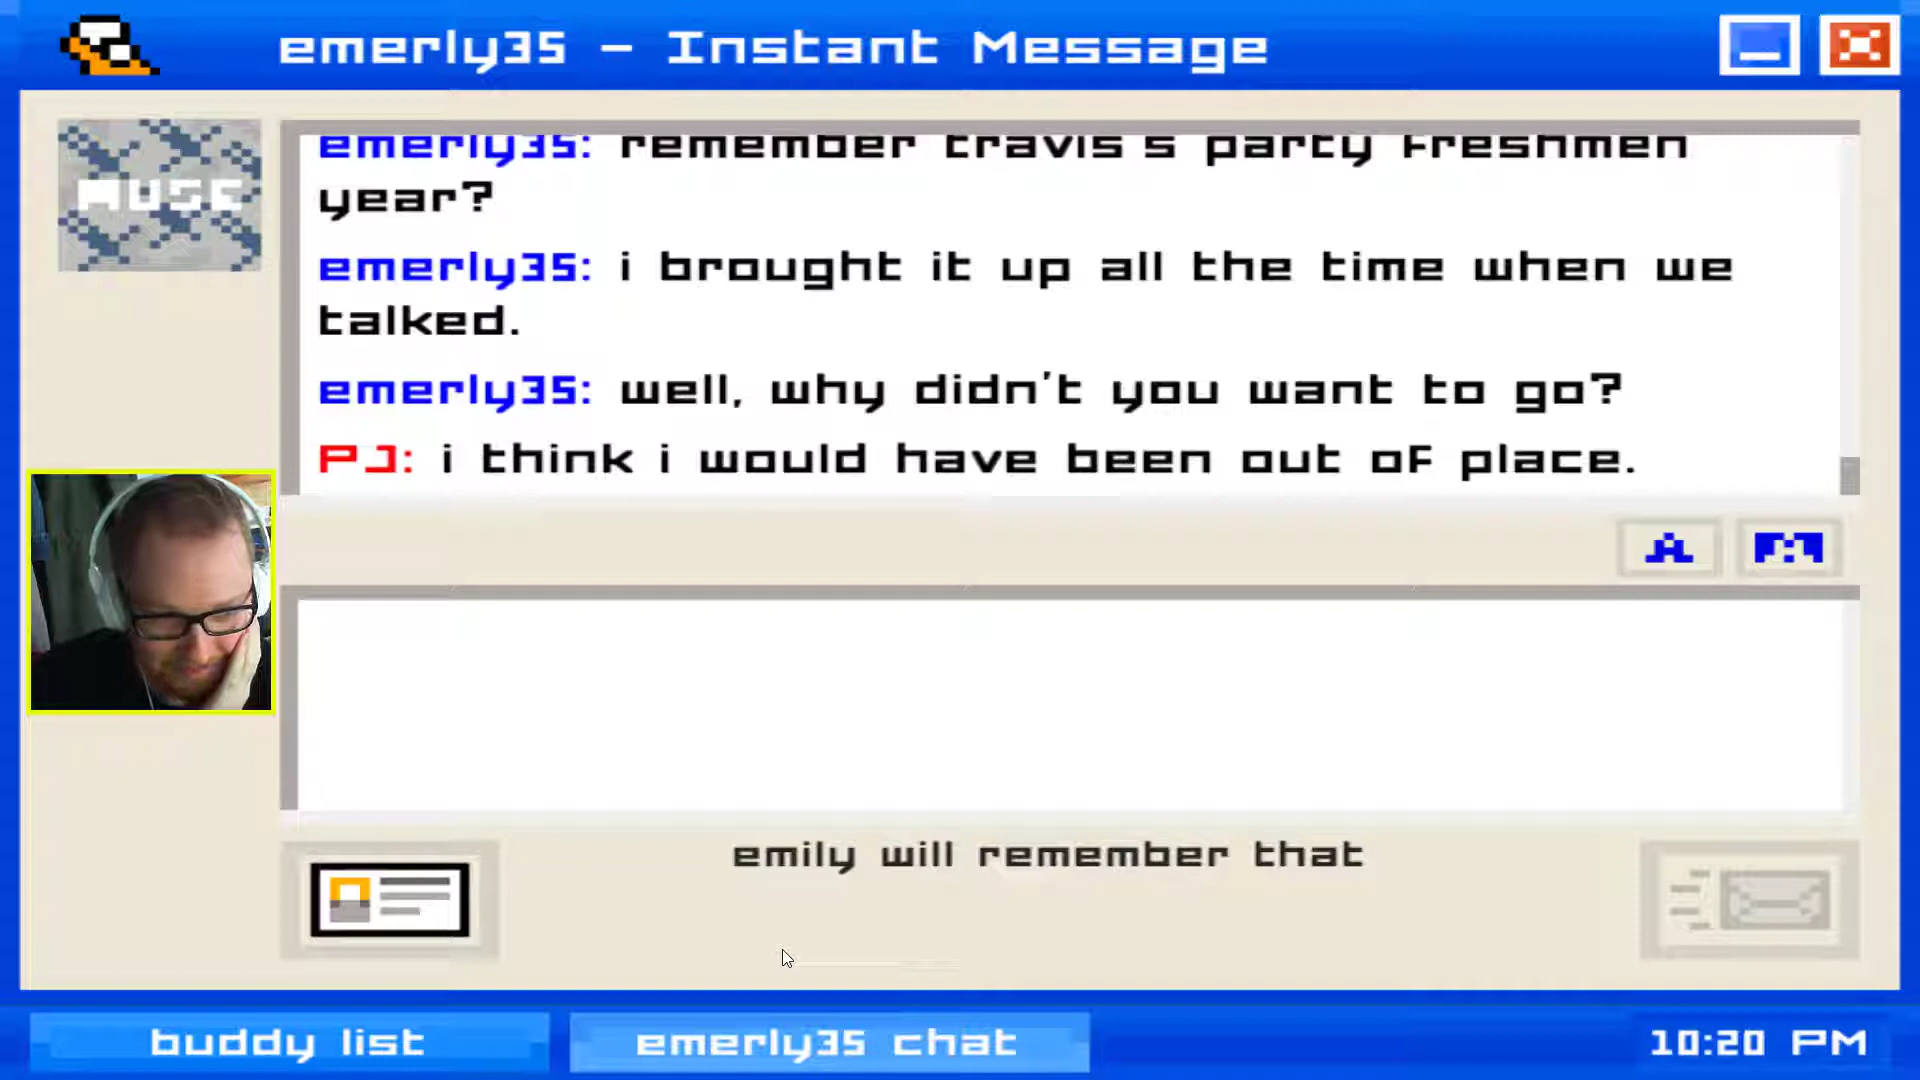 emerly35 - Instant Message
MUSE
emerly35: remember travis's party freshmen
year?
emerly35: i brought it up all the time when we
talked.
emerly35: well, why didn't you want to go?
PJ: i think i would have been out of place.
A
emily will remember that
buddy list
emerly35 chat
10:20 PM